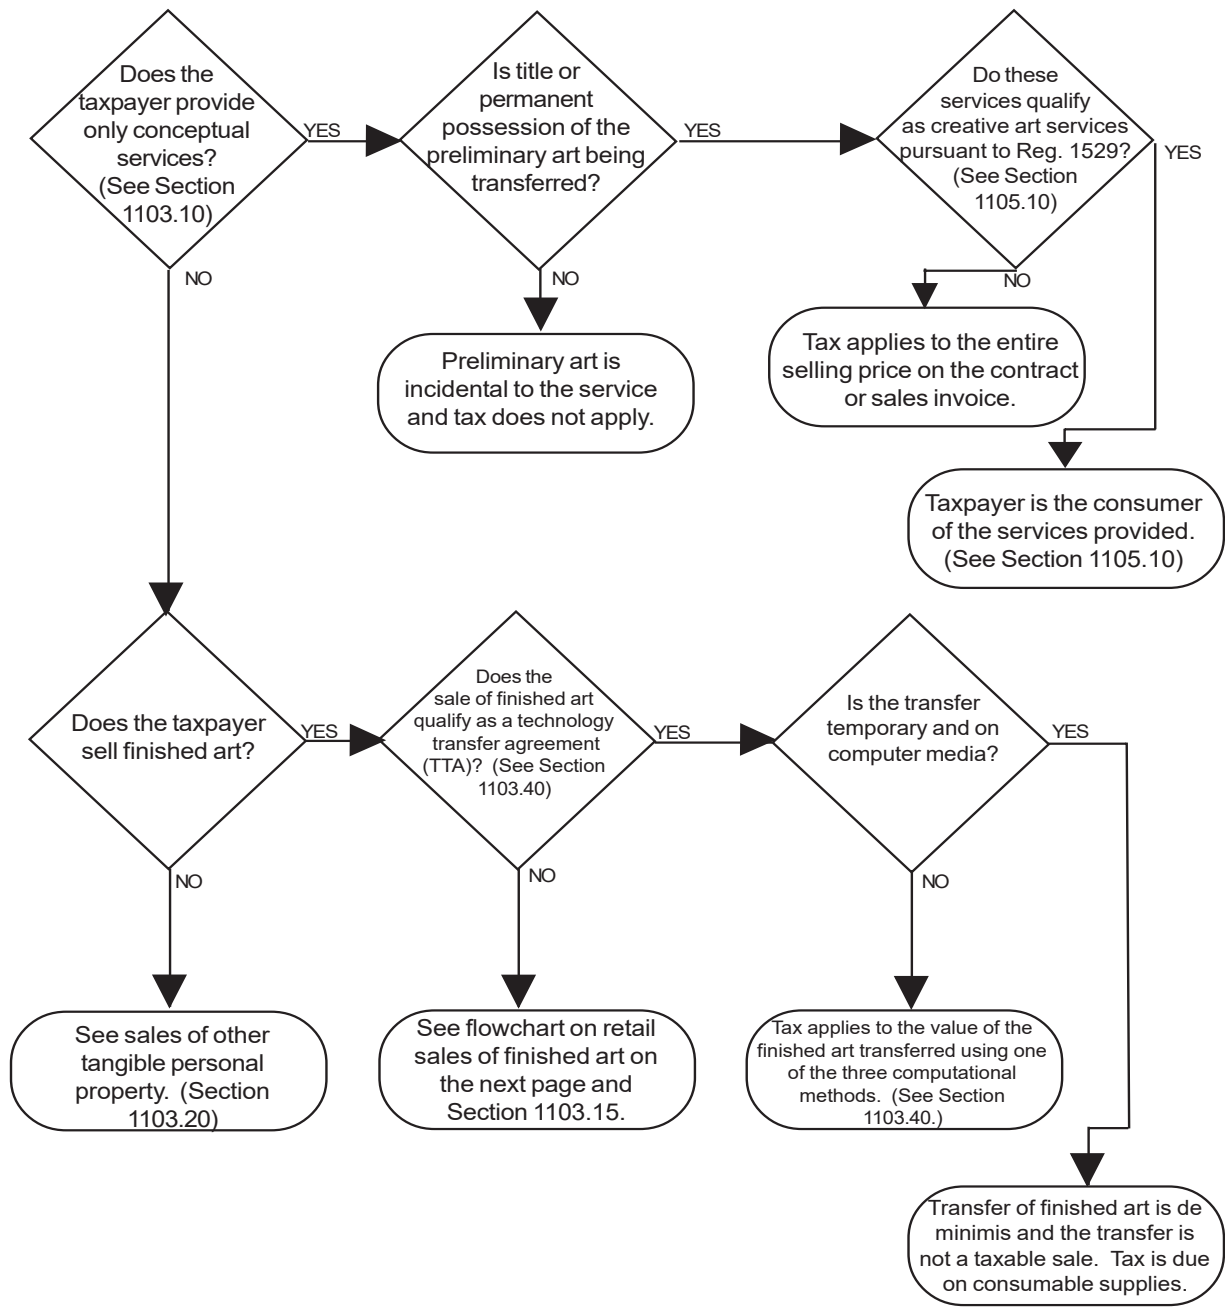 Does the
taxpayer provide
only conceptual
services?
(See Section
1103.10)
YES
NO
Is title or
permanent
possession of the
preliminary art being
transferred?
YES
NO
Do these
services qualify
as creative art services
pursuant to Reg. 1529?
(See Section
1105.10)
YES
NO
Preliminary art is
incidental to the service
and tax does not apply.
Tax applies to the entire
selling price on the contract
or sales invoice.
Taxpayer is the consumer
of the services provided.
(See Section 1105.10)
Does the taxpayer
sell finished art?
YES
NO
Does the
sale of finished art
qualify as a technology
transfer agreement
(TTA)? (See Section
1103.40)
YES
NO
Is the transfer
temporary and on
computer media?
YES
NO
See sales of other
tangible personal
property. (Section
1103.20)
See flowchart on retail
sales of finished art on
the next page and
Section 1103.15.
Tax applies to the value of the
finished art transferred using one
of the three computational
methods. (See Section
1103.40.)
Transfer of finished art is de
minimis and the transfer is
not a taxable sale. Tax is due
on consumable supplies.